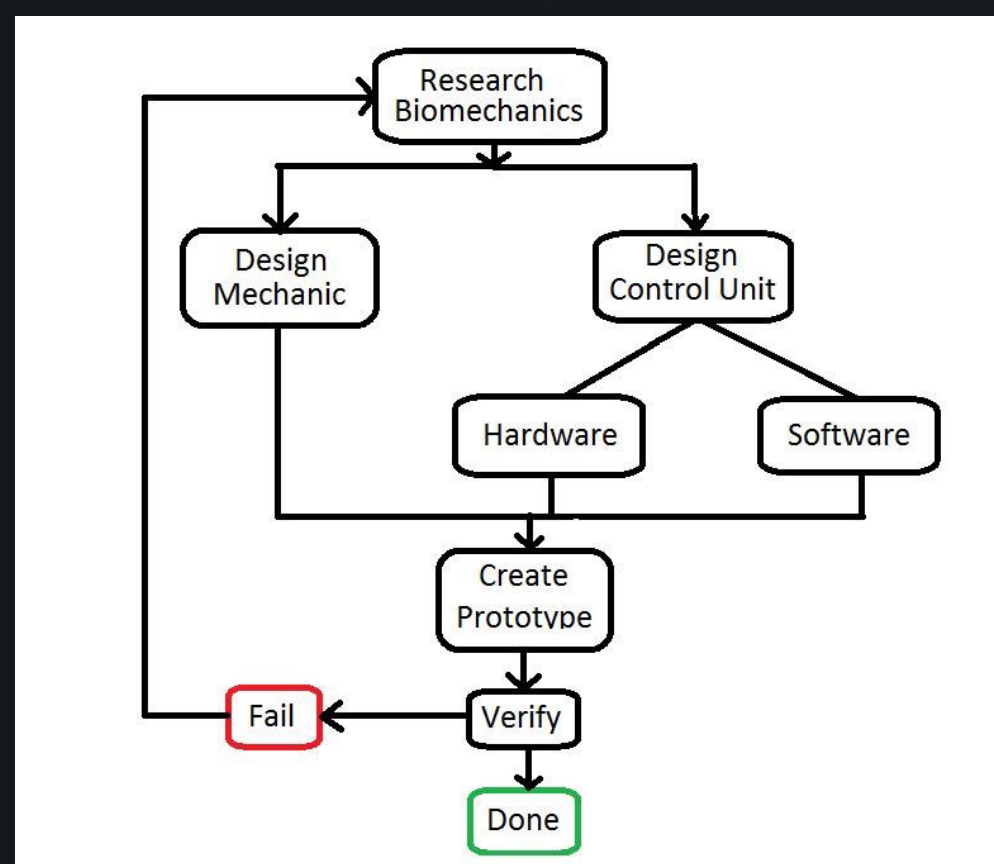 Research
Biomechanics
Design
Mechanic
Design
Control Unit
Hardware
Software
Create
Prototype
Fail
Verify
Done